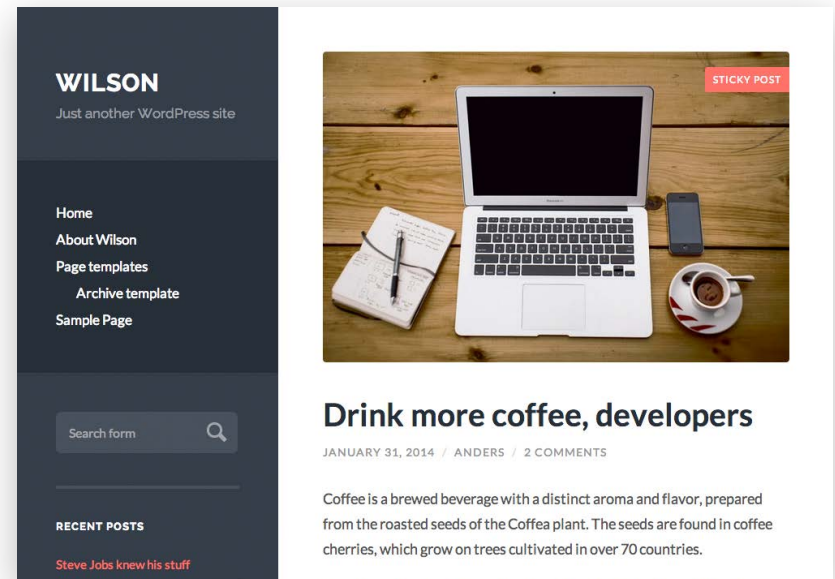 WILSON
Just another WordPress site
Home
About Wilson
Page templates
Archive template
Sample Page
Search form
RECENT POSTS
Steve Jobs knew his stuff
STICKY POST
Drink more coffee, developers
JANUARY 31, 2014 / ANDERS / 2 COMMENTS
Coffee is a brewed beverage with a distinct aroma and flavor, prepared
from the roasted seeds of the Coffea plant. The seeds are found in coffee
cherries, which grow on trees cultivated in over 70 countries.